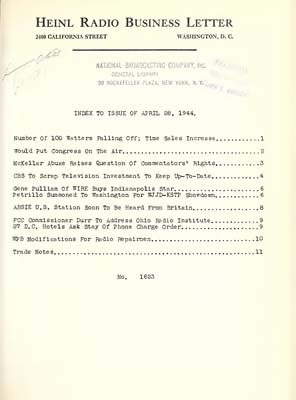 HEINL RADIO BUSINESS LETTER
2400 CALIFORNIA STREET WASHINGTON, D. C.
NATIONAL BROADCASTING COMPANY, INC.
GENERAL LIBRARY
30 ROCKEFELLER PLAZA, NEW YORK, N. Y.
INDEX TO ISSUE OF APRIL 28, 1944.
Number Of 100 Watters Falling Off; Time Sales Increase............1
Would Put Congress On The Air.....................................2
McKellar Abuse Raises Question Of Commentators' Rights............3
CBS To Scrap Television Investment To Keep Up-To-Date.............4
Gene Pulliam Of WIRE Buys Indianapolis Star.......................6
Petrillo Summoned To Washington For WJJD-KSTP Showdown............6
ABSIE U.S. Station Soon To Be Heard From Britain..................8
FCC Commissioner Durr To Address Ohio Radio Institute.............9
27 D.C. Hotels Ask Stay Of Phone Charge Order.....................9
WPB Modifications For Radio Repairmen............................10
Trade Notes......................................................11
No. 1623